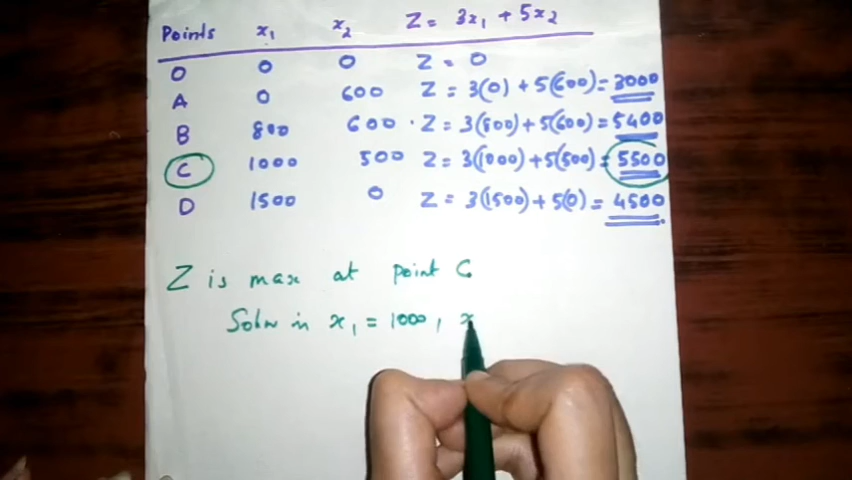 Points x₁ x₂ Z = 3x₁ + 5x₂
O 0 0 Z = 0
A 0 600 Z = 3(0) + 5(600) = 3000
B 800 600 Z = 3(800) + 5(600) = 5400
C 1000 500 Z = 3(1000) + 5(500) = 5500
D 1500 0 Z = 3(1500) + 5(0) = 4500
Z is max at point C
Soln is x₁ = 1000, x